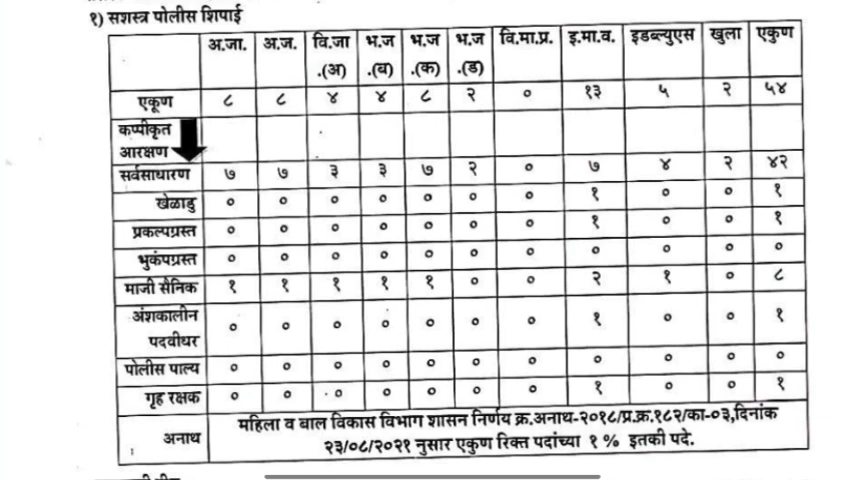 १) सशस्त्र पोलीस शिपाई
अ.जा. अ.ज. वि.जा.(अ) भ.ज.(ब) भ.ज.(क) भ.ज.(ड) वि.मा.प्र. इ.मा.व. इडब्ल्युएस खुला एकुण
एकूण ८ ८ ४ ४ ८ २ ० १३ ५ २ ५४
कप्पीकृत
आरक्षण
सर्वसाधारण ७ ७ ३ ३ ७ २ ० ७ ४ २ ४२
खेळाडु ० ० ० ० ० ० ० १ ० ० १
प्रकल्पग्रस्त ० ० ० ० ० ० ० १ ० ० १
भुकंपग्रस्त ० ० ० ० ० ० ० ० ० ० ०
माजी सैनिक १ १ १ १ १ ० ० २ १ ० ८
अंशकालीन
पदवीधर ० ० ० ० ० ० ० १ ० ० १
पोलीस पाल्य ० ० ० ० ० ० ० ० ० ० ०
गृह रक्षक ० ० ० ० ० ० ० १ ० ० १
अनाथ महिला व बाल विकास विभाग शासन निर्णय क्र.अनाथ-२०१८/प्र.क्र.१८२/का-०३,दिनांक
२३/०८/२०२१ नुसार एकुण रिक्त पदांच्या १ % इतकी पदे.